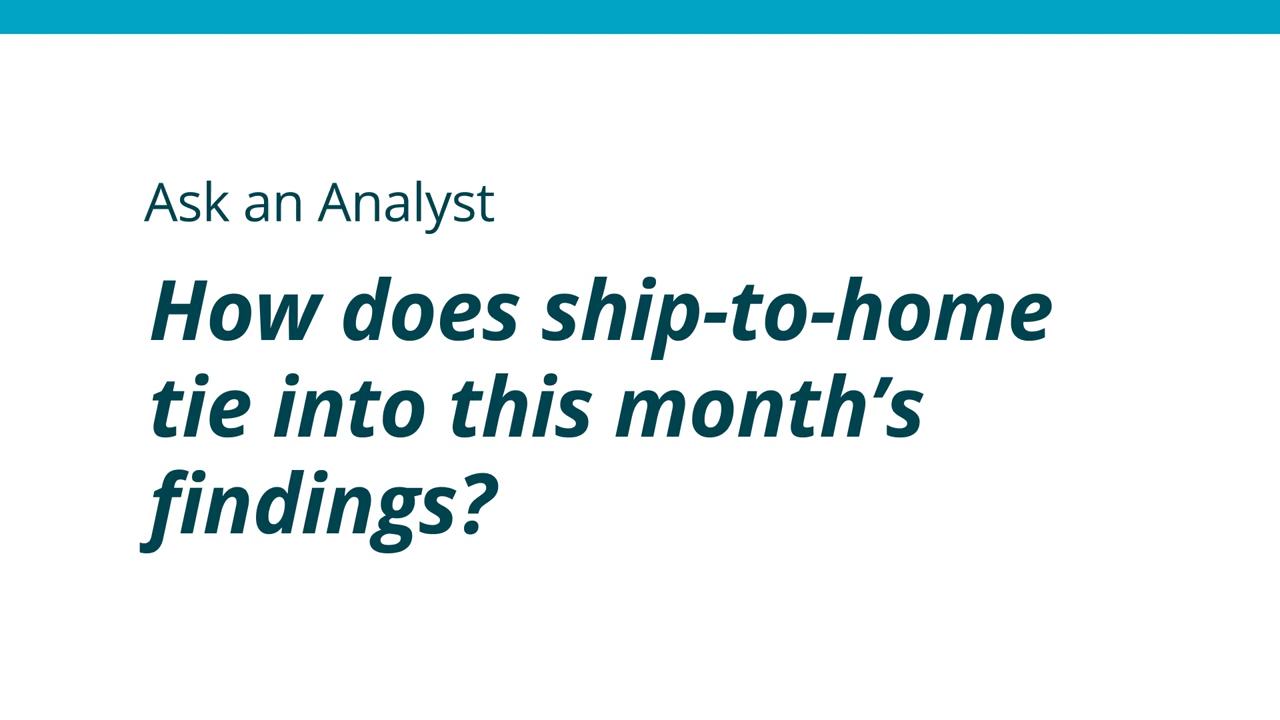 Ask an Analyst
How does ship-to-home
tie into this month’s
findings?